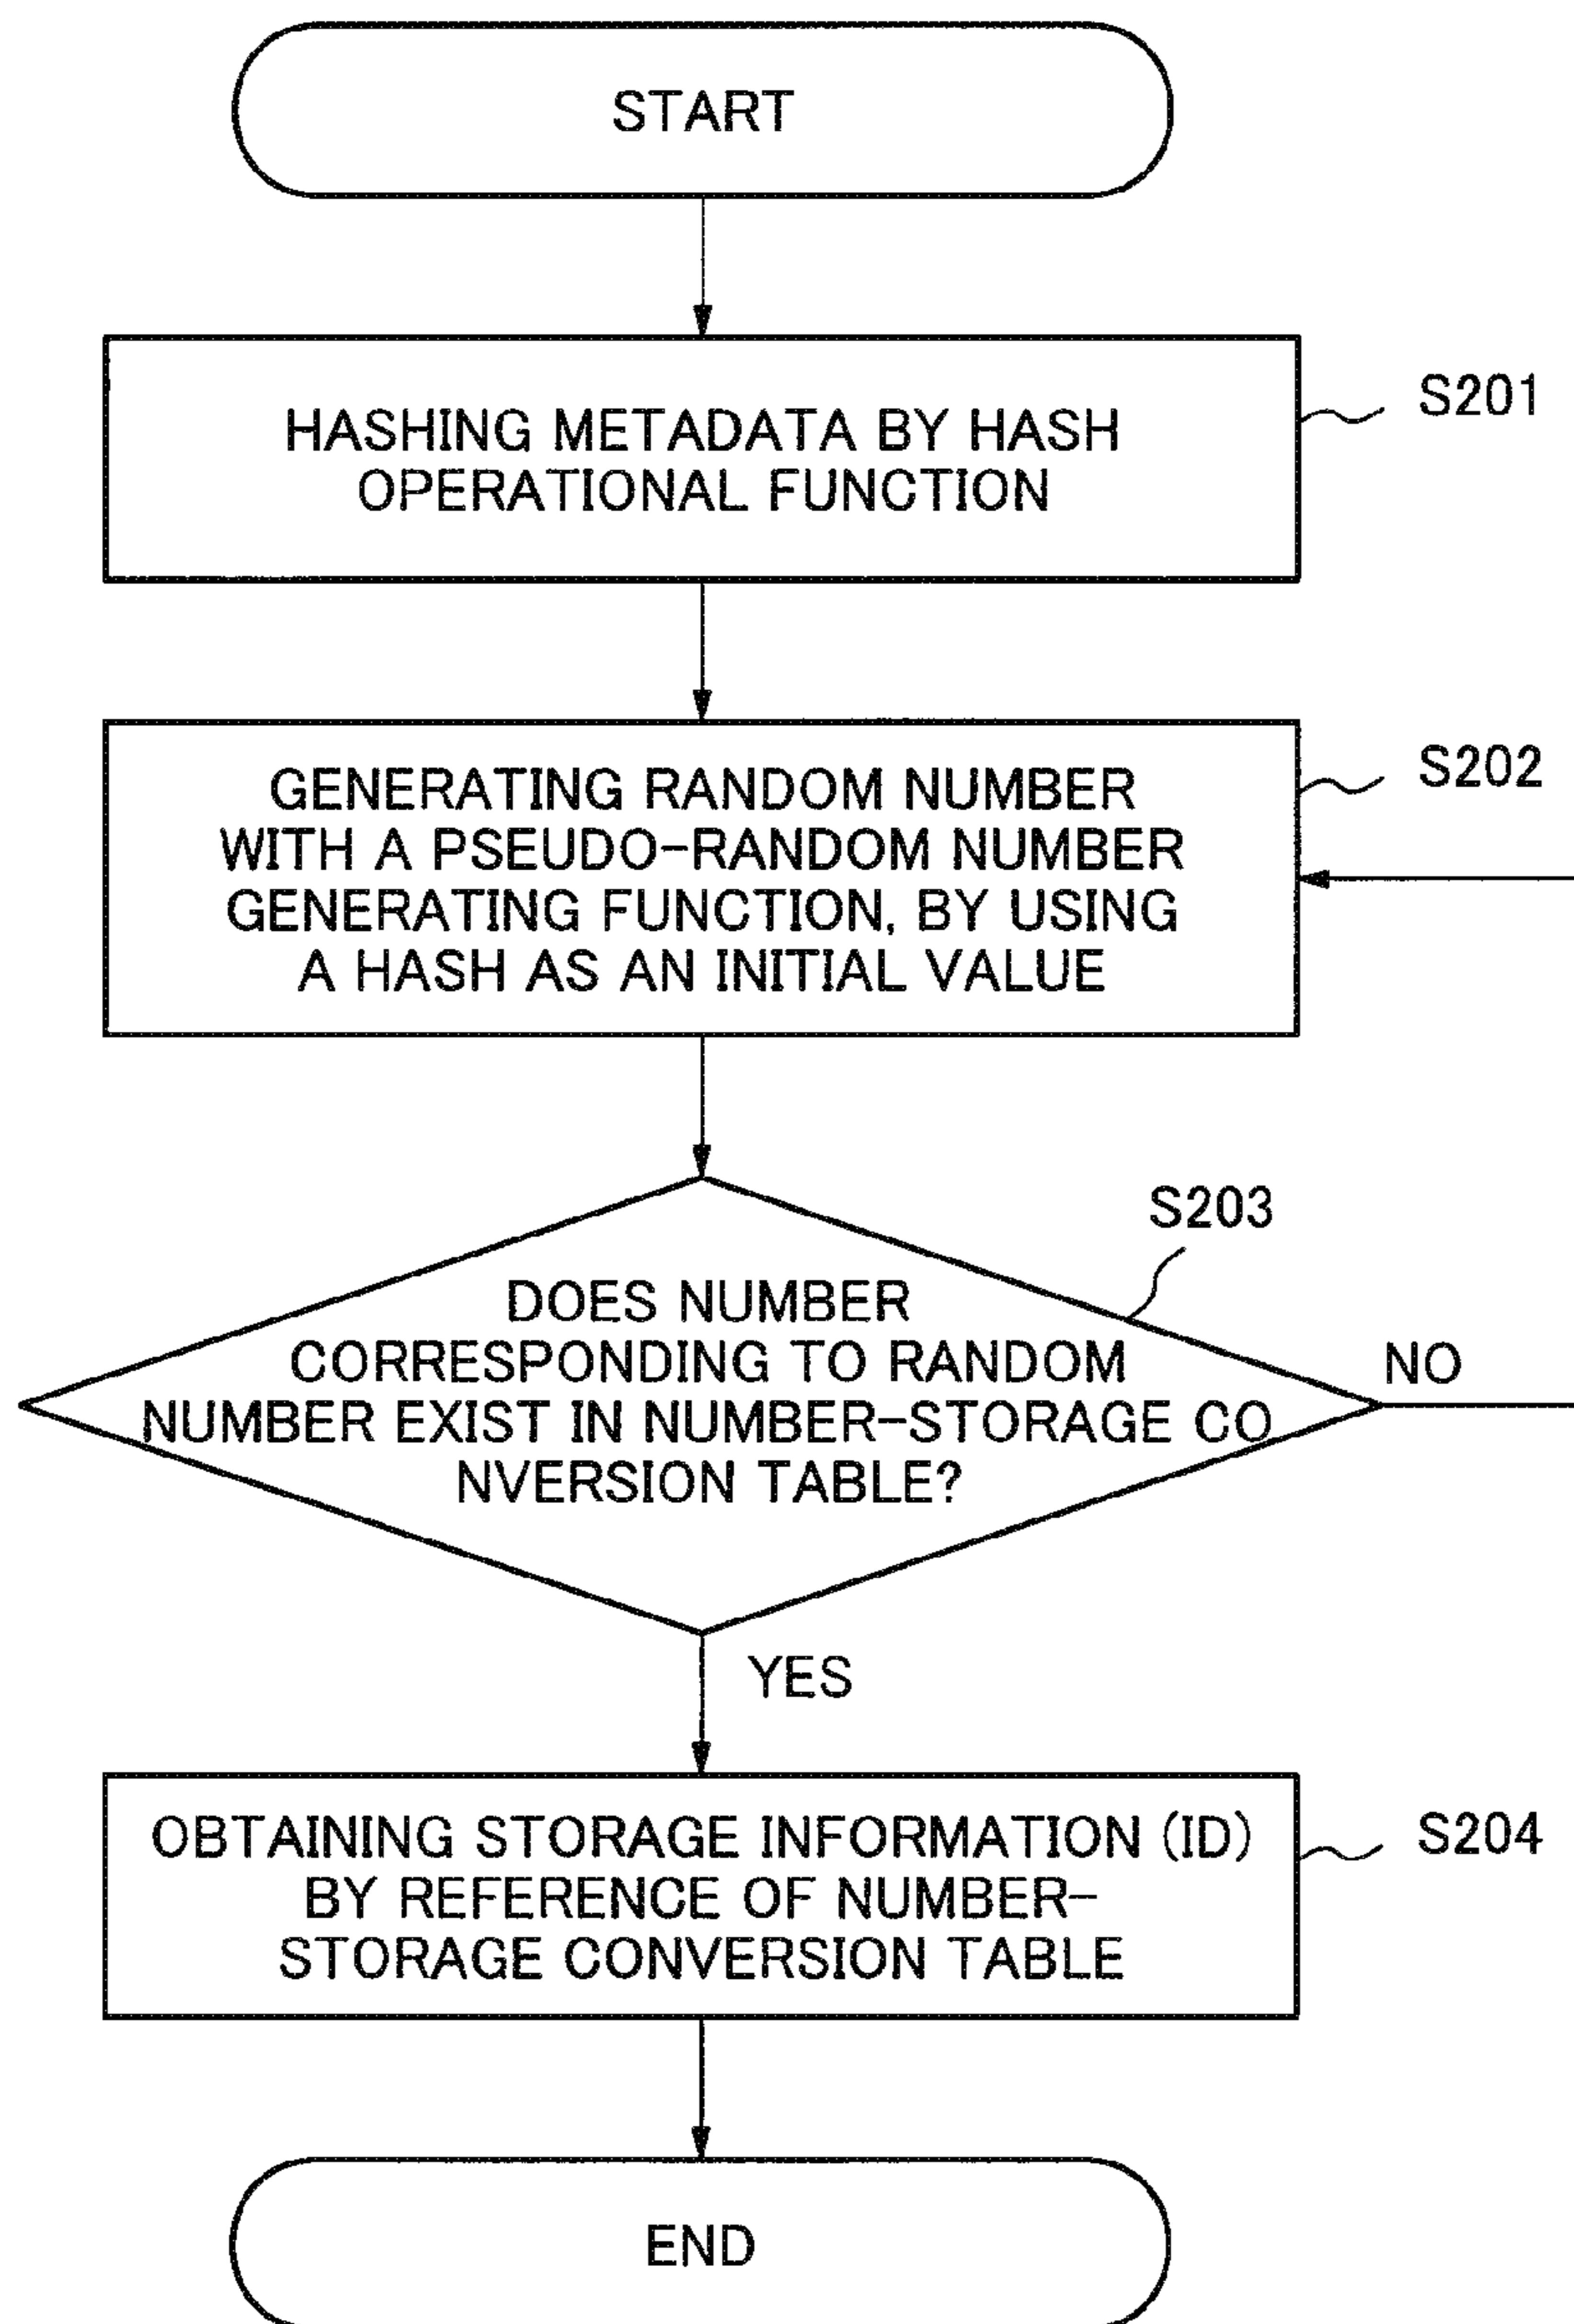 START
HASHING METADATA BY HASH
OPERATIONAL FUNCTION
S201
GENERATING RANDOM NUMBER
WITH A PSEUDO-RANDOM NUMBER
GENERATING FUNCTION, BY USING
A HASH AS AN INITIAL VALUE
S202
DOES NUMBER
CORRESPONDING TO RANDOM
NUMBER EXIST IN NUMBER-STORAGE CO
NVERSION TABLE?
S203
NO
YES
OBTAINING STORAGE INFORMATION (ID)
BY REFERENCE OF NUMBER-
STORAGE CONVERSION TABLE
S204
END